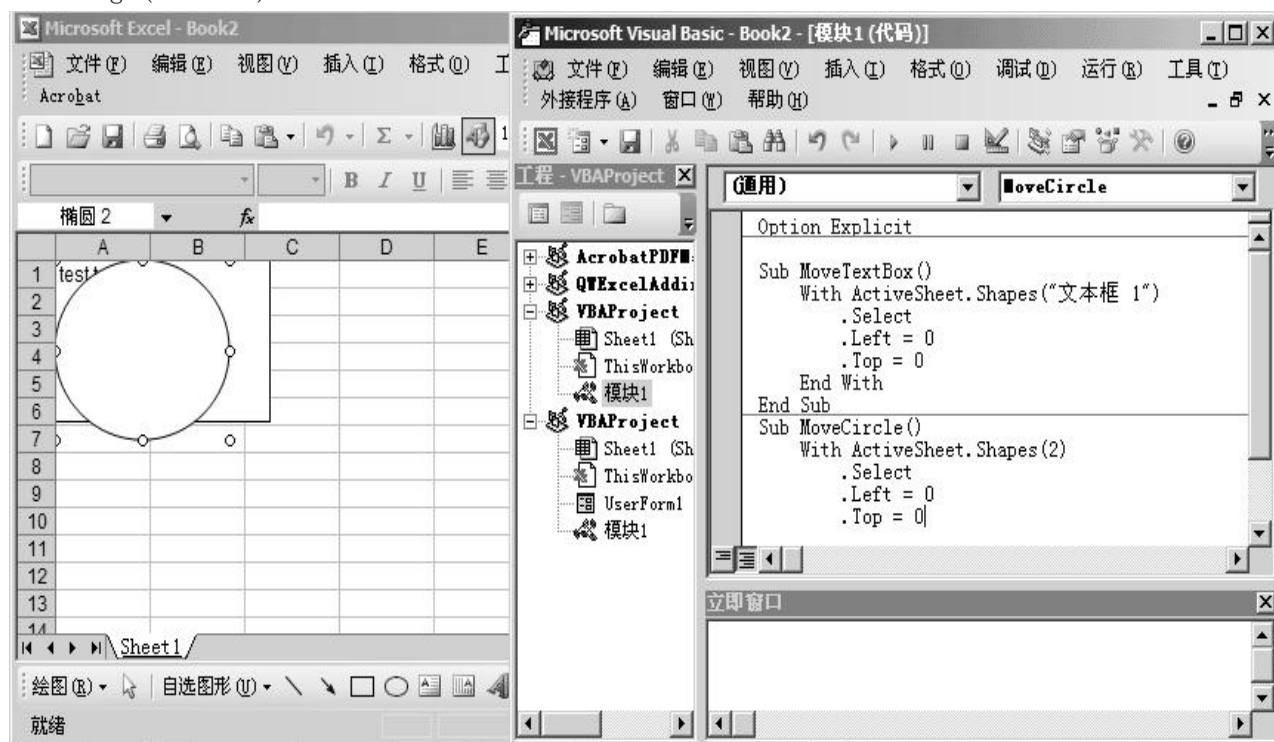 Microsoft Excel - Book2
文件(F) 编辑(E) 视图(V) 插入(I) 格式(O)
Acrobat
B I U
椭圆 2 fx
A B C D E
1 test
2
3
4
5
6
7
8
9
10
11
12
13
14
Sheet1
绘图(R) 自选图形(U)
就绪
Microsoft Visual Basic - Book2 - [模块1 (代码)]
文件(F) 编辑(E) 视图(V) 插入(I) 格式(O) 调试(D) 运行(R) 工具(T)
外接程序(A) 窗口(W) 帮助(H)
工程 - VBAProject
AcrobatPDFM
QTExcelAddi
VBAProject
Sheet1 (Sh
ThisWorkbo
模块1
VBAProject
Sheet1 (Sh
ThisWorkbo
UserForm1
模块1
(通用) MoveCircle
Option Explicit
Sub MoveTextBox()
With ActiveSheet.Shapes("文本框 1")
.Select
.Left = 0
.Top = 0
End With
End Sub
Sub MoveCircle()
With ActiveSheet.Shapes(2)
.Select
.Left = 0
.Top = 0
立即窗口